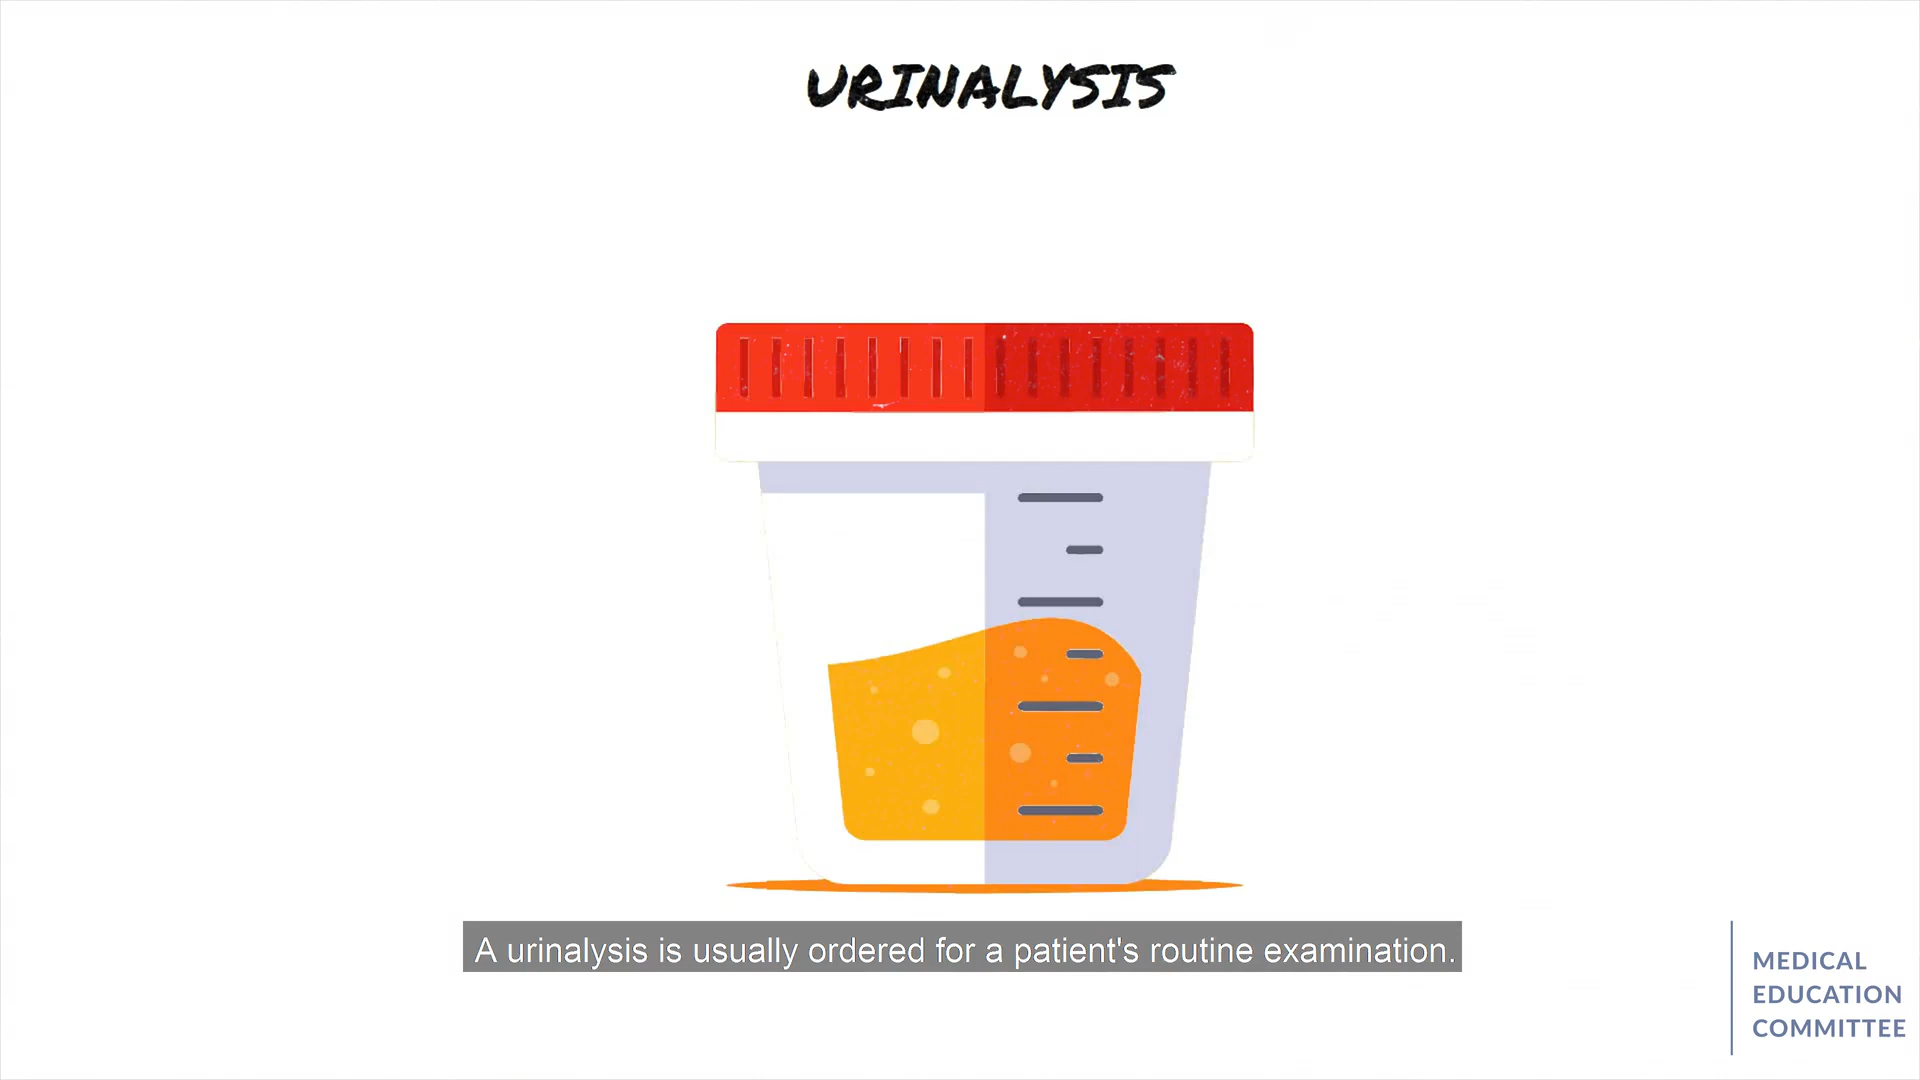 URINALYSIS
A urinalysis is usually ordered for a patient's routine examination.
MEDICAL
EDUCATION
COMMITTEE